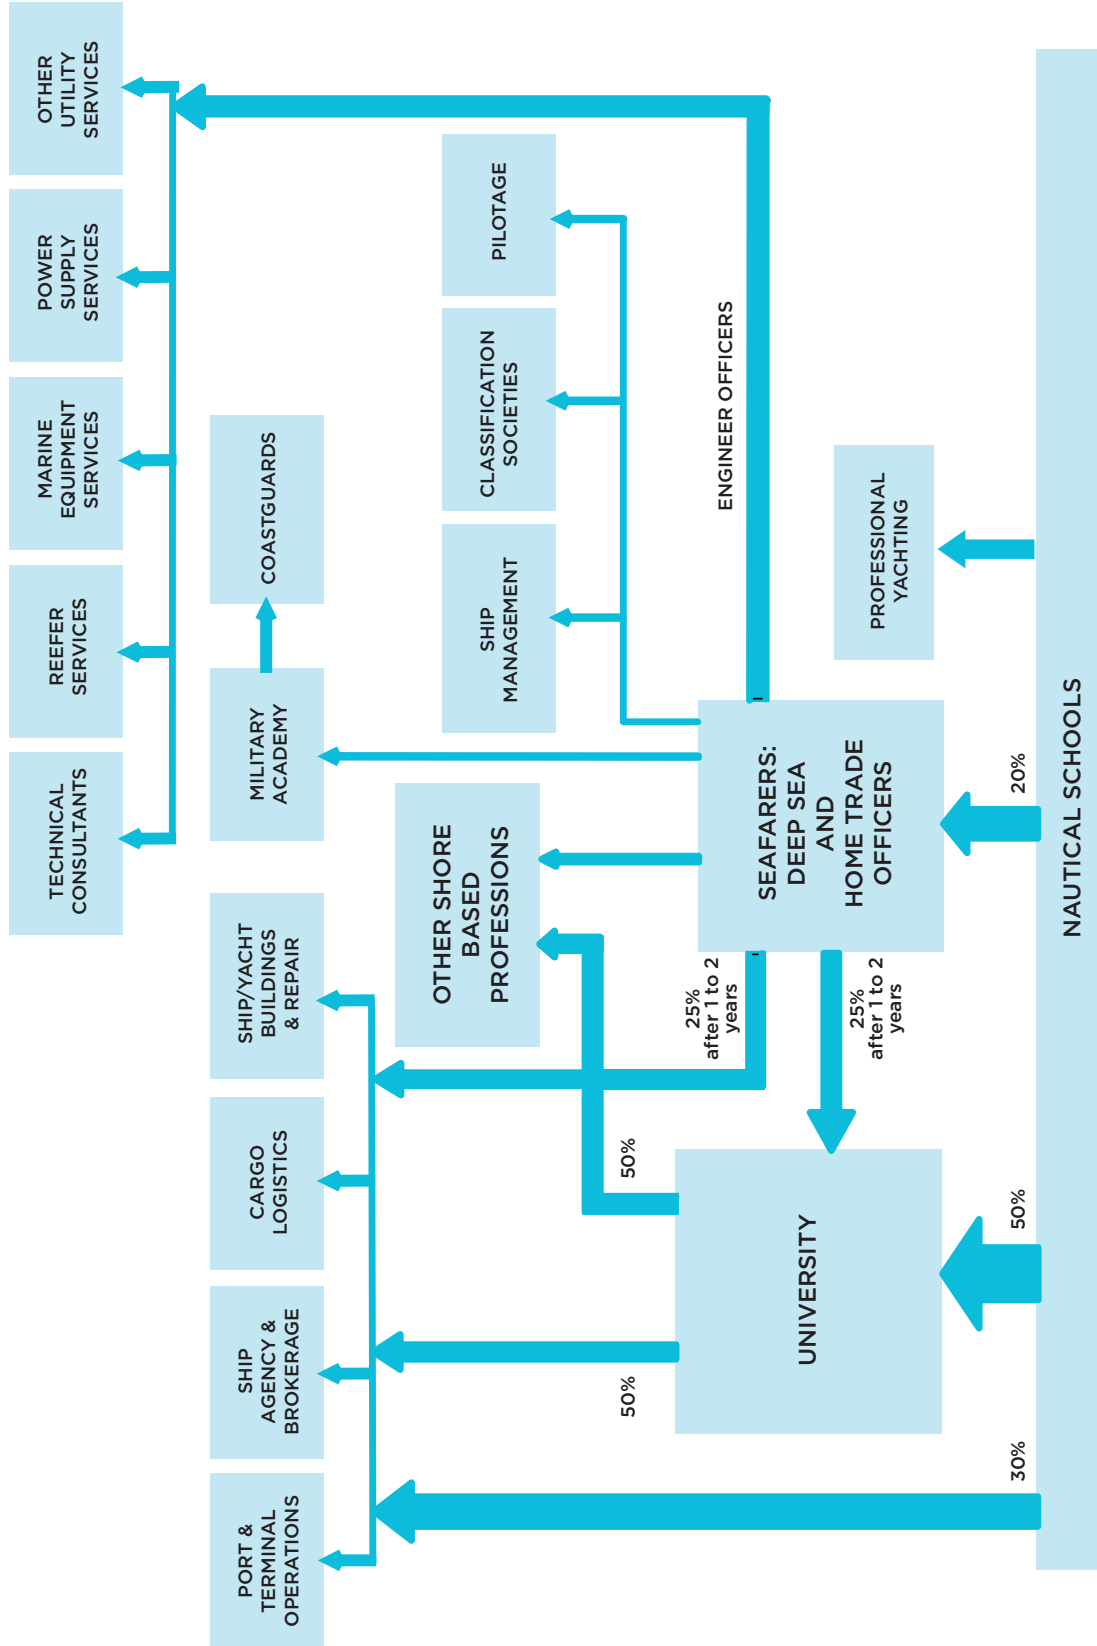 TECHNICAL
CONSULTANTS
REEFER
SERVICES
MARINE
EQUIPMENT
SERVICES
POWER
SUPPLY
SERVICES
OTHER
UTILITY
SERVICES
PORT &
TERMINAL
OPERATIONS
SHIP
AGENCY &
BROKERAGE
CARGO
LOGISTICS
SHIP/YACHT
BUILDINGS
& REPAIR
MILITARY
ACADEMY
COASTGUARDS
OTHER SHORE
BASED
PROFESSIONS
SHIP
MANAGEMENT
CLASSIFICATION
SOCIETIES
PILOTAGE
50%
50%
25%
after 1 to 2
years
ENGINEER OFFICERS
UNIVERSITY
25%
after 1 to 2
years
SEAFARERS:
DEEP SEA
AND
HOME TRADE
OFFICERS
PROFESSIONAL
YACHTING
30%
50%
20%
NAUTICAL SCHOOLS